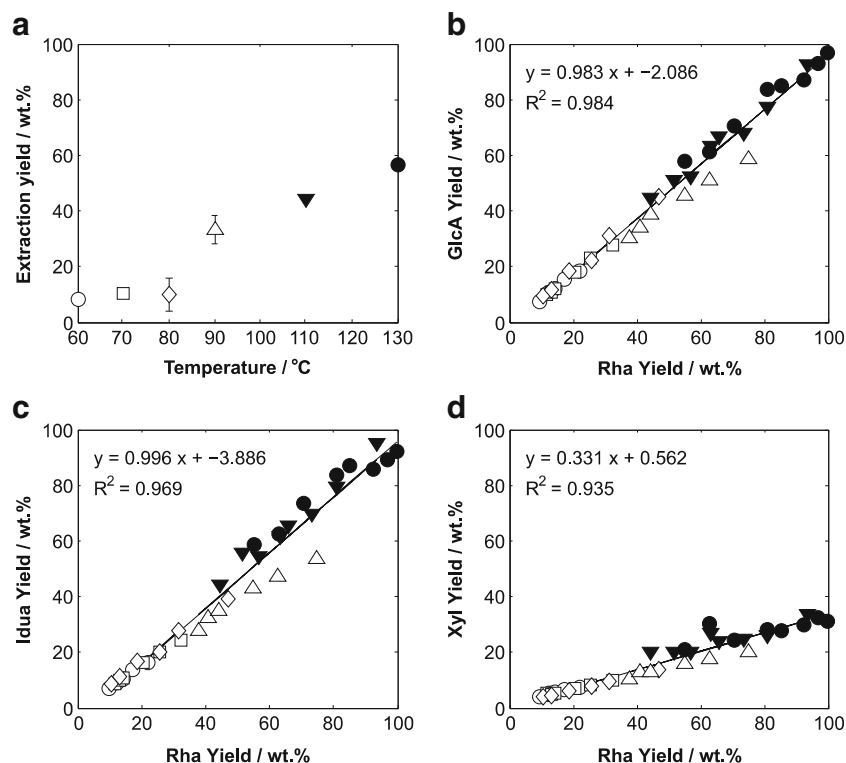 a
100
80
60
40
20
0
Extraction yield / wt.%
60 70 80 90 100 110 120 130
Temperature / °C
b
100
80
60
40
20
0
GlcA Yield / wt.%
y = 0.983 x + −2.086
R² = 0.984
0 20 40 60 80 100
Rha Yield / wt.%
c
100
80
60
40
20
0
Idua Yield / wt.%
y = 0.996 x + −3.886
R² = 0.969
0 20 40 60 80 100
Rha Yield / wt.%
d
100
80
60
40
20
0
Xyl Yield / wt.%
y = 0.331 x + 0.562
R² = 0.935
0 20 40 60 80 100
Rha Yield / wt.%